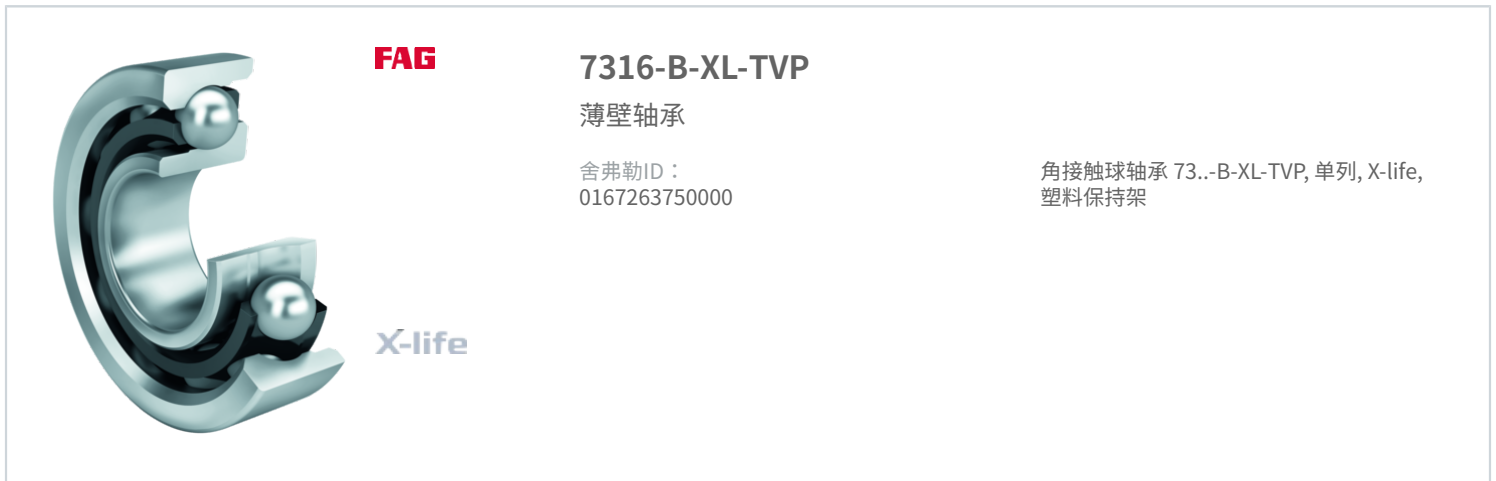 FAG
7316-B-XL-TVP
薄壁轴承
舍弗勒ID：
0167263750000
角接触球轴承 73..-B-XL-TVP, 单列, X-life,
塑料保持架
X-life